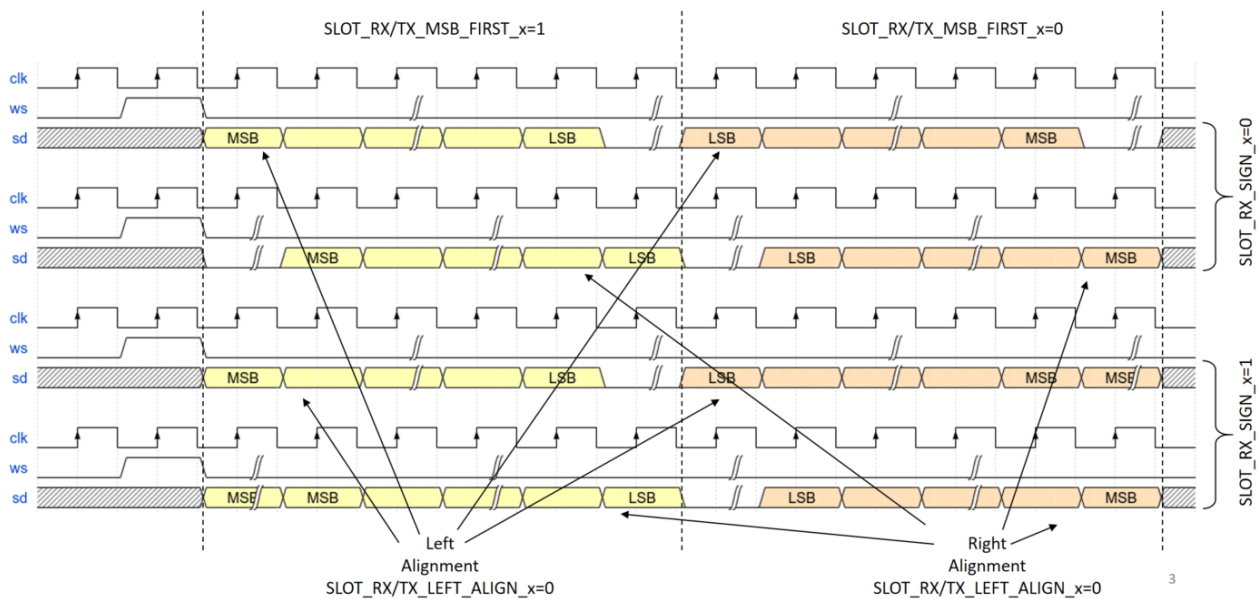 SLOT_RX/TX_MSB_FIRST_x=1 SLOT_RX/TX_MSB_FIRST_x=0
clk
ws
sd MSB LSB LSB MSB
SLOT_RX_SIGN_x=0
clk
ws
sd MSB LSB LSB MSB
clk
ws
sd MSB LSB LSB MSB MSB
SLOT_RX_SIGN_x=1
clk
ws
sd MSB MSB LSB LSB MSB
Left Right
Alignment Alignment
SLOT_RX/TX_LEFT_ALIGN_x=0 SLOT_RX/TX_LEFT_ALIGN_x=0
3